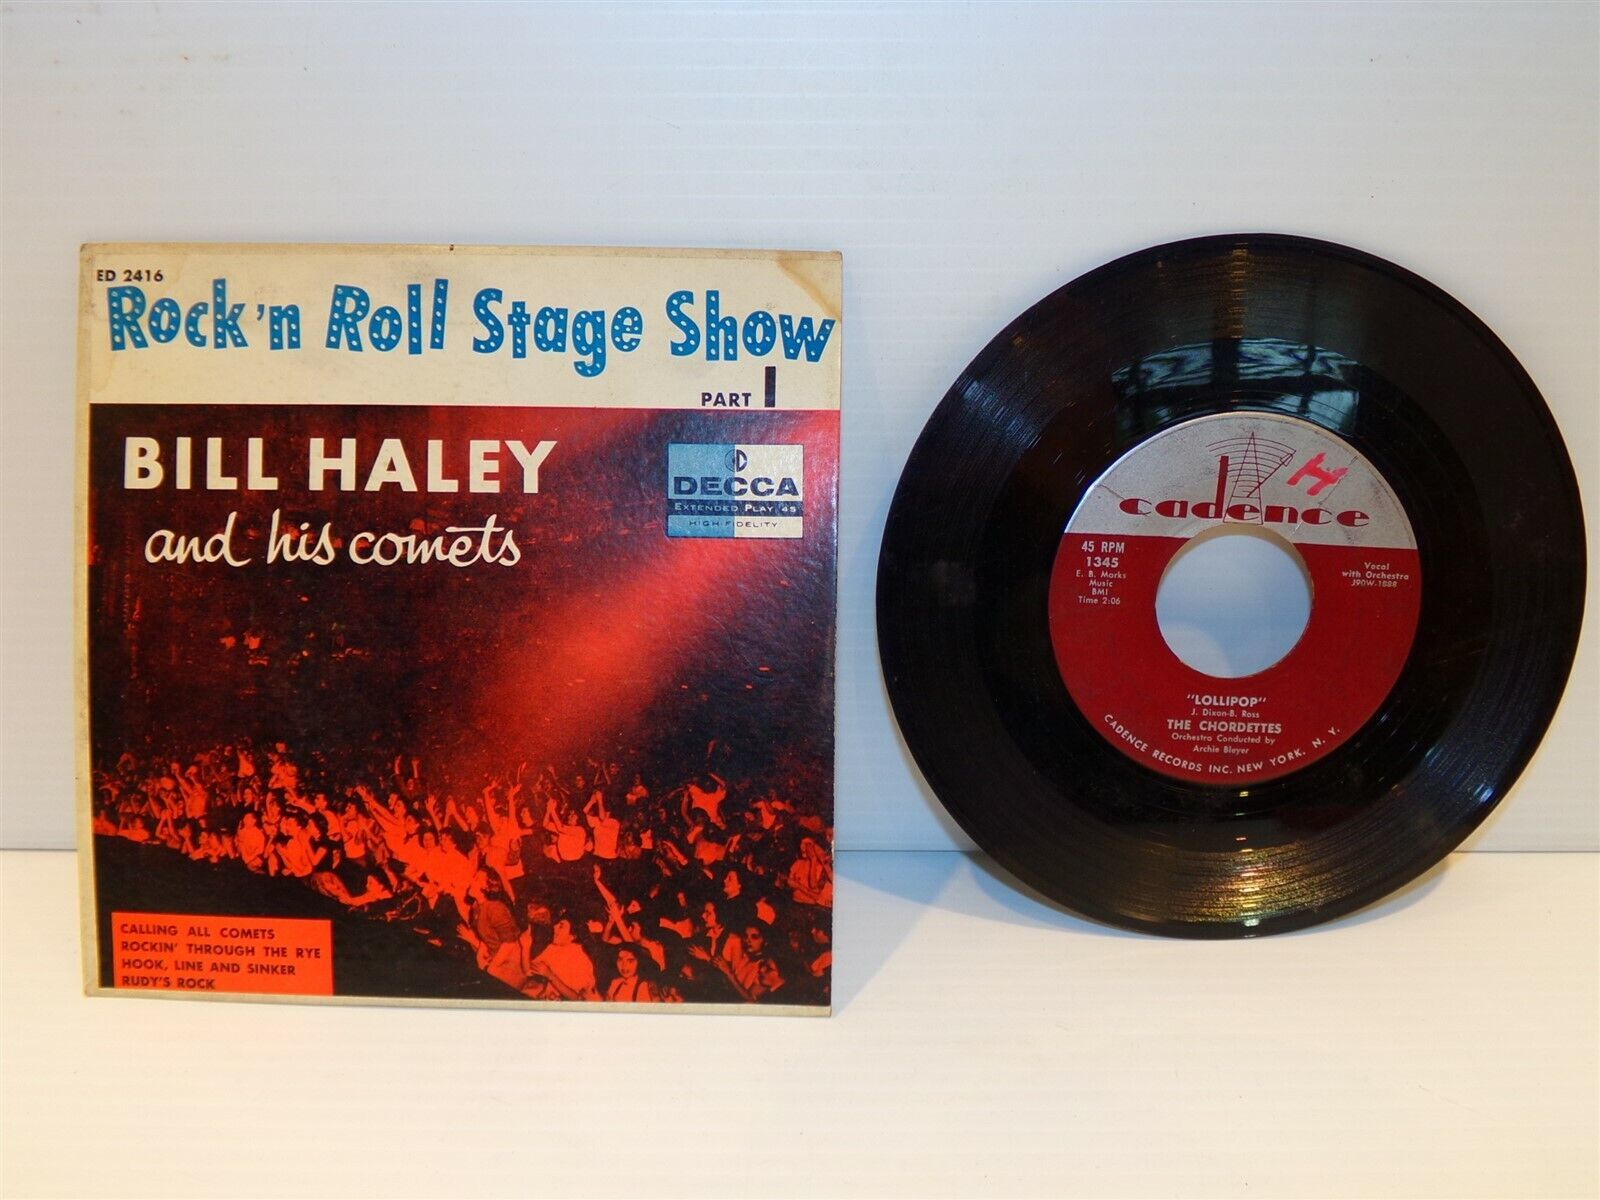 ED 2416
Rock 'n Roll Stage Show
PART 1
BILL HALEY
and his comets
DECCA
EXTENDED PLAY 45
HIGH FIDELITY
CALLING ALL COMETS
ROCKIN' THROUGH THE RYE
HOOK, LINE AND SINKER
RUDY'S ROCK
H
cadence
45 RPM
1345
E. B. Marks
Music
BMI
Time 2:06
Vocal
with Orchestra
J90W-1888
"LOLLIPOP"
J. Dixon-B. Ross
THE CHORDETTES
Orchestra Conducted by
Archie Bleyer
CADENCE RECORDS INC. NEW YORK, N. Y.